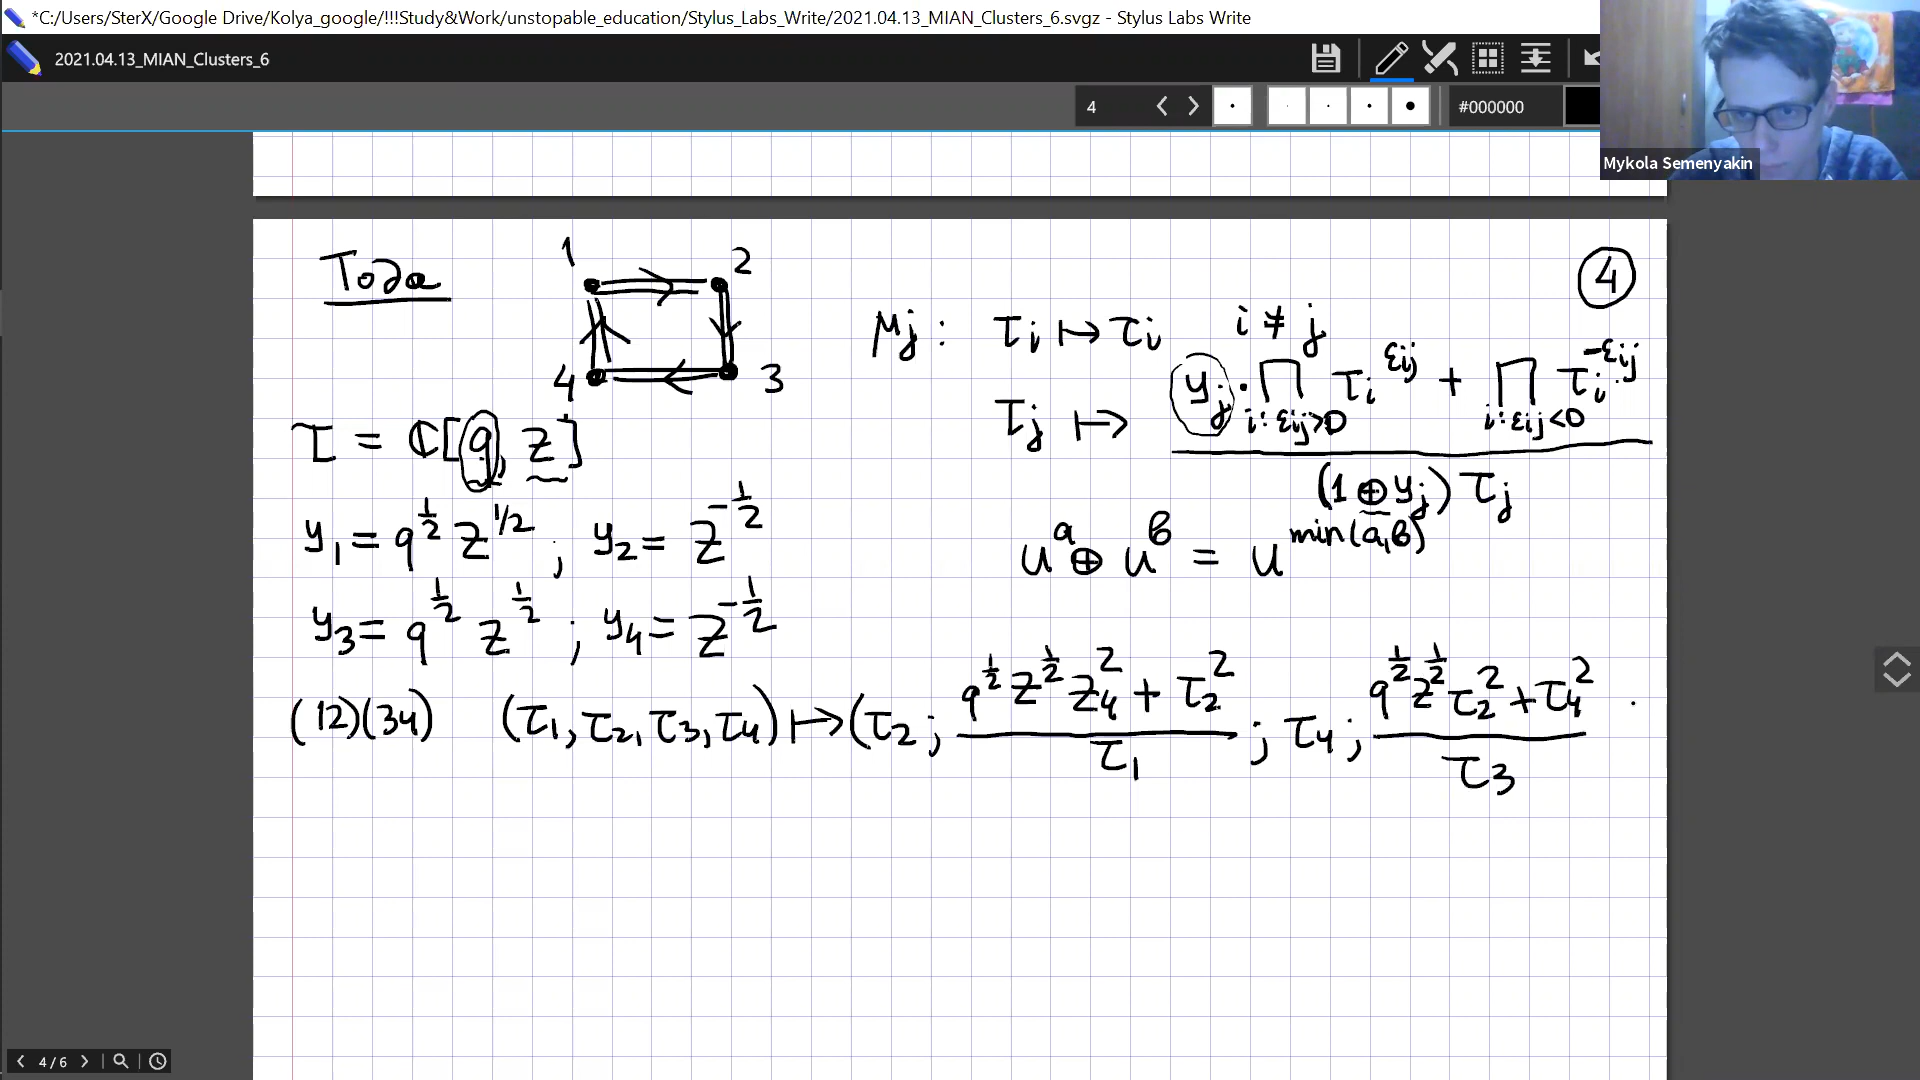 *C:/Users/SterX/Google Drive/Kolya_google/!!!Study&Work/unstopable_education/Stylus_Labs_Write/2021.04.13_MIAN_Clusters_6.svgz - Stylus Labs Write
2021.04.13_MIAN_Clusters_6
4
#000000
Mykola Semenyakin
Toda
1
2
4
3
④
μj : τi ↦ τi i ≠ j
τj ↦ (yj · ∏_{i: εij>0} τi^{εij} + ∏_{i: εij<0} τi^{-εij}) / ((1 ⊕ yj) τj)
τ = ℂ[q, z]
u^a ⊕ u^b = u^{min(a,b)}
y1 = q^{1/2} z^{1/2} ; y2 = z^{-1/2}
y3 = q^{1/2} z^{1/2} ; y4 = z^{-1/2}
(12)(34) (τ1, τ2, τ3, τ4) ↦ (τ2 ; (q^{1/2} z^{1/2} z4^2 + τ2^2) / τ1 ; τ4 ; (q^{1/2} z^{1/2} τ2^2 + τ4^2) / τ3
4/6